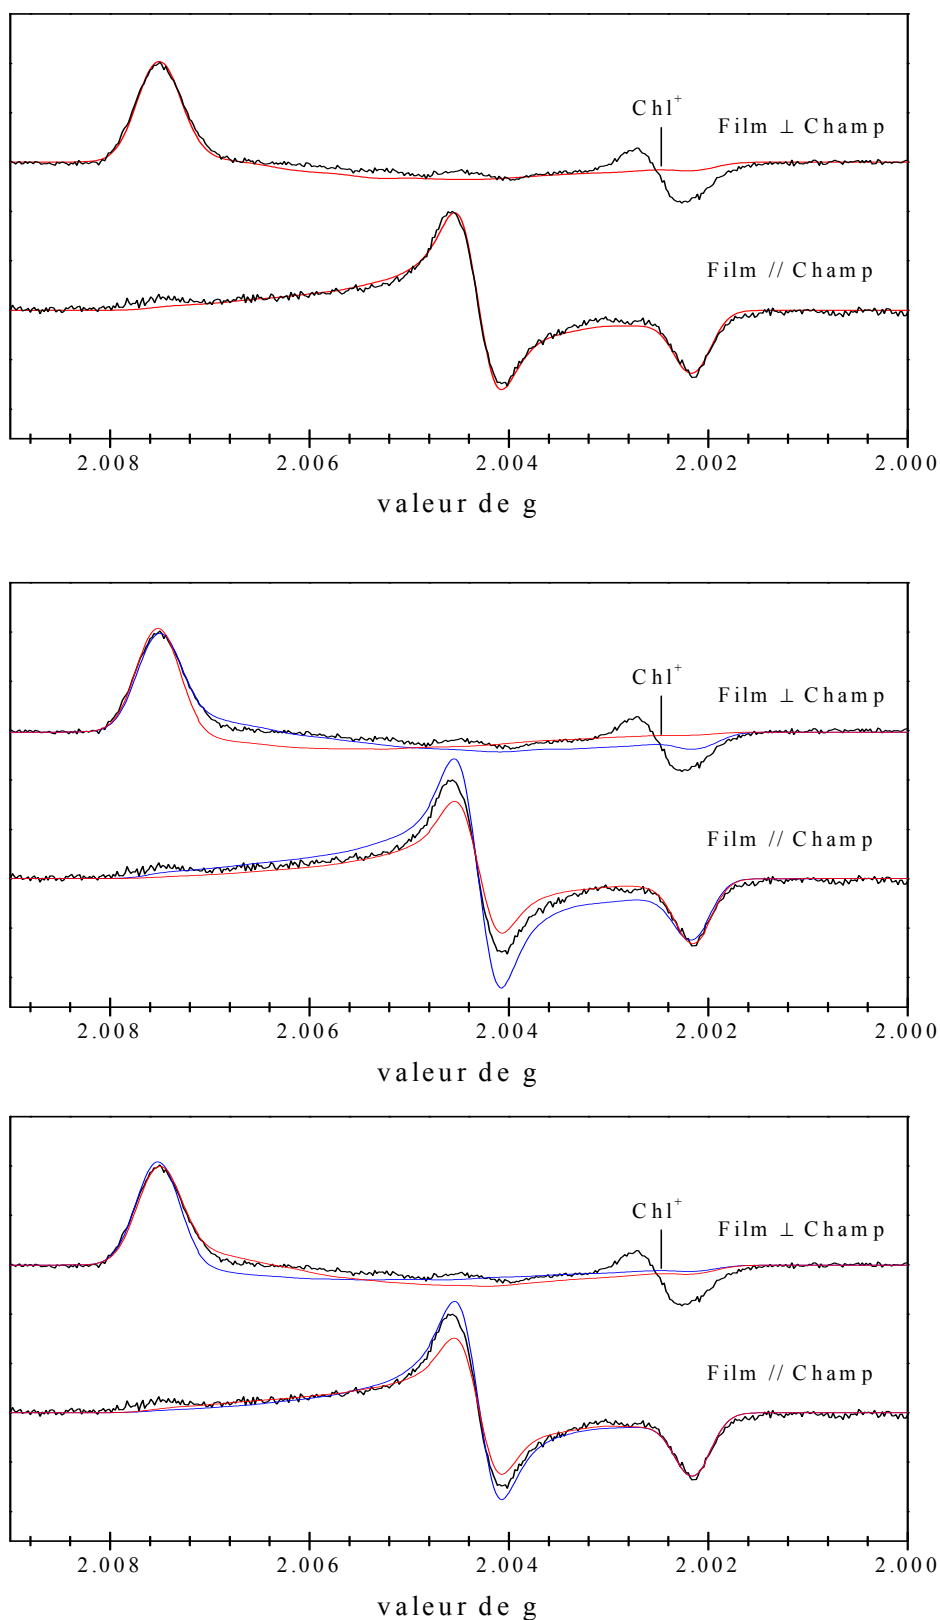 Chl⁺
Film ⊥ Champ
Film // Champ
2.008 2.006 2.004 2.002 2.000
valeur de g
Chl⁺
Film ⊥ Champ
Film // Champ
2.008 2.006 2.004 2.002 2.000
valeur de g
Chl⁺
Film ⊥ Champ
Film // Champ
2.008 2.006 2.004 2.002 2.000
valeur de g